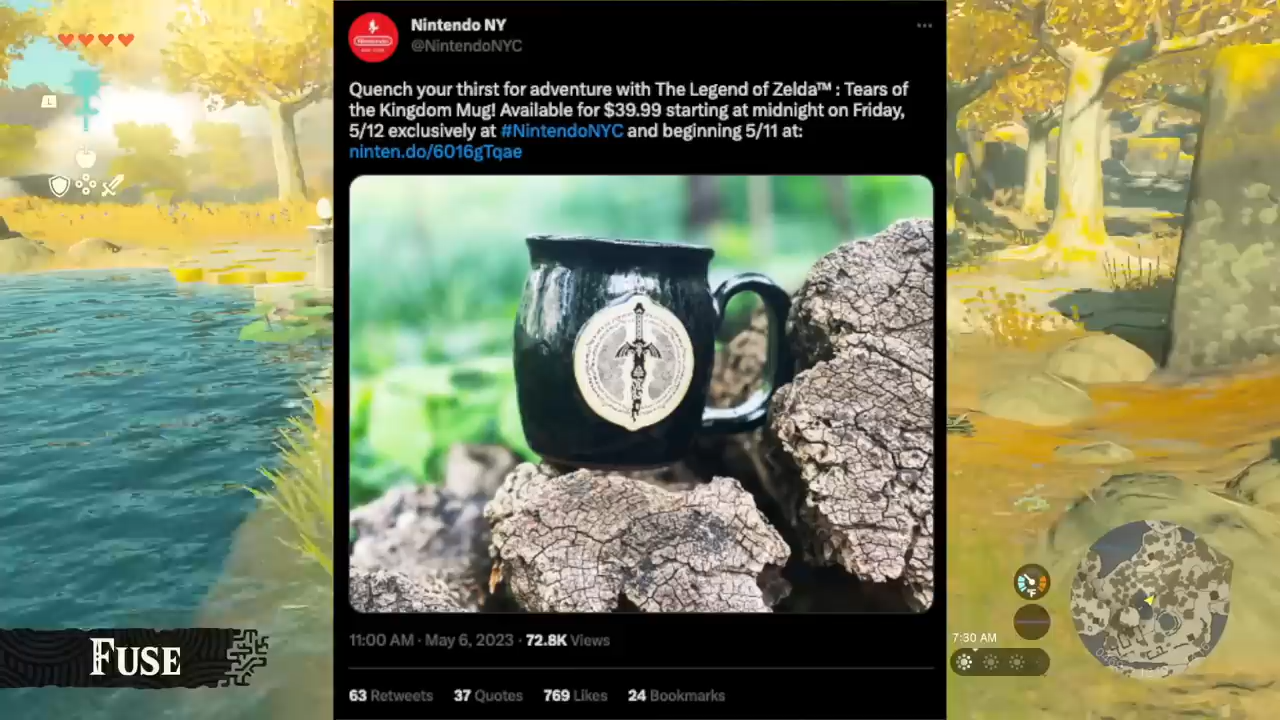 Nintendo NY
@NintendoNYC
Quench your thirst for adventure with The Legend of Zelda™ : Tears of
the Kingdom Mug! Available for $39.99 starting at midnight on Friday,
5/12 exclusively at #NintendoNYC and beginning 5/11 at:
ninten.do/6016gTqae
11:00 AM · May 6, 2023 · 72.8K Views
63 Retweets 37 Quotes 769 Likes 24 Bookmarks
L
FUSE
°F
7:30 AM